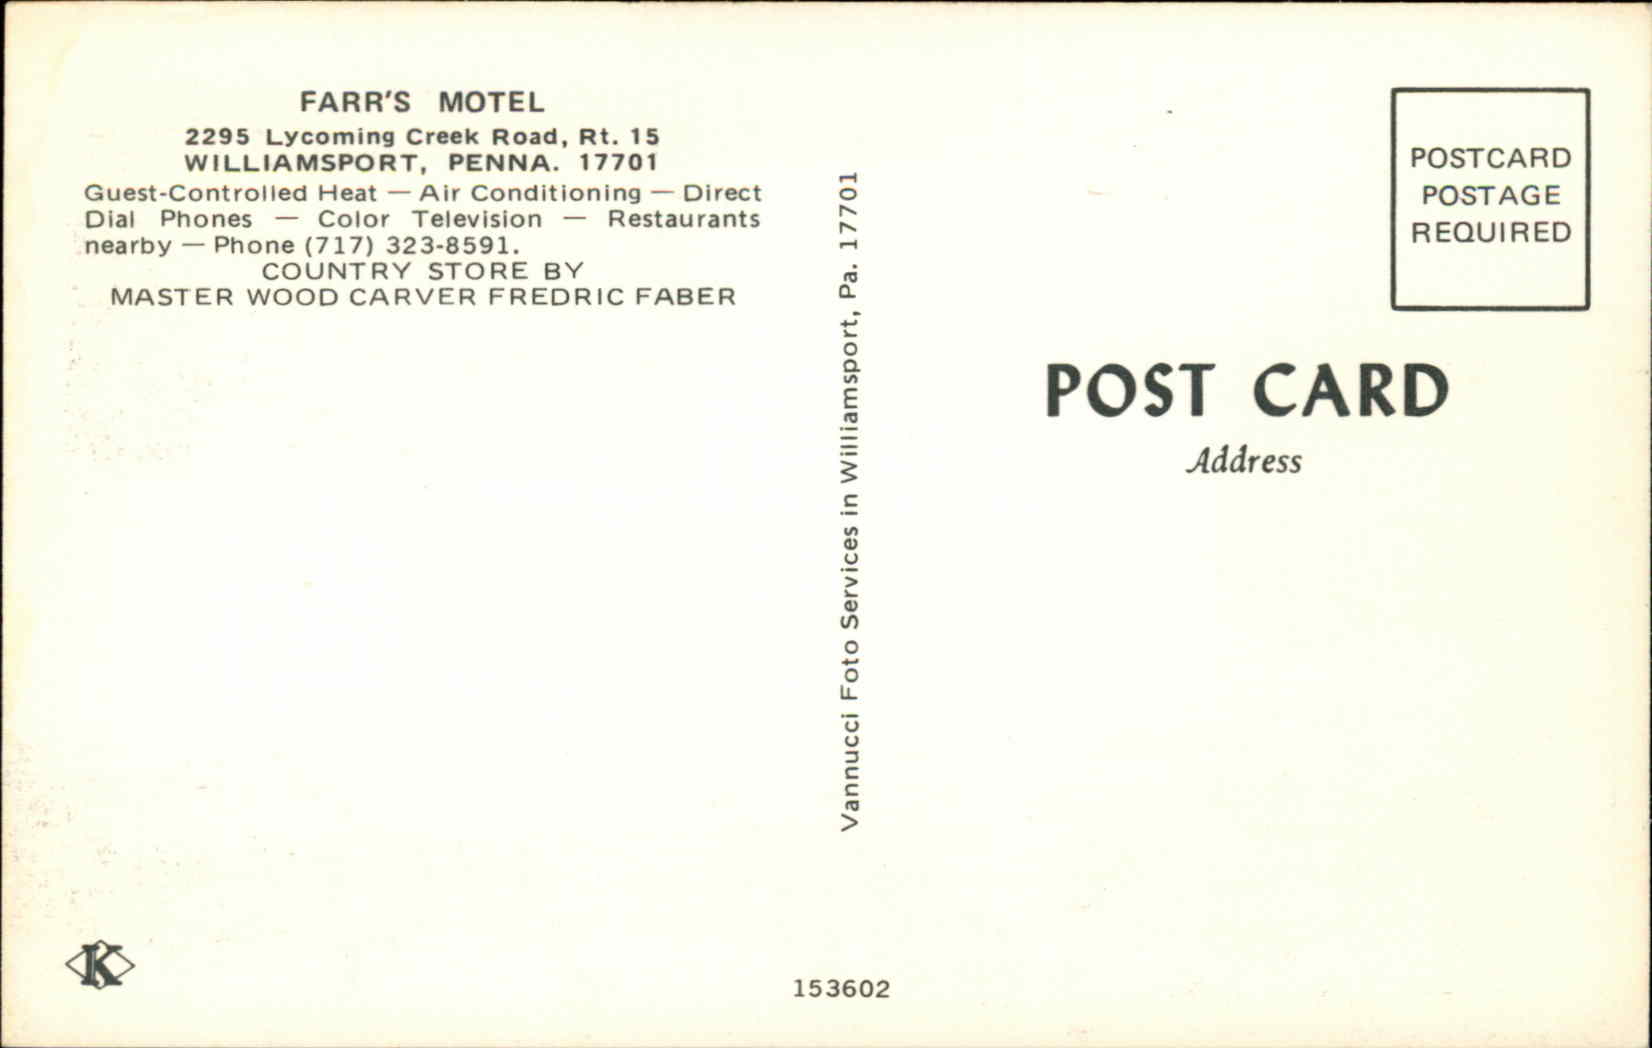 FARR'S MOTEL
2295 Lycoming Creek Road, Rt. 15
WILLIAMSPORT, PENNA. 17701
Guest-Controlled Heat — Air Conditioning — Direct
Dial Phones — Color Television — Restaurants
nearby — Phone (717) 323-8591.
COUNTRY STORE BY
MASTER WOOD CARVER FREDRIC FABER
Vannucci Foto Services in Williamsport, Pa. 17701
POSTCARD
POSTAGE
REQUIRED
POST CARD
Address
K
153602